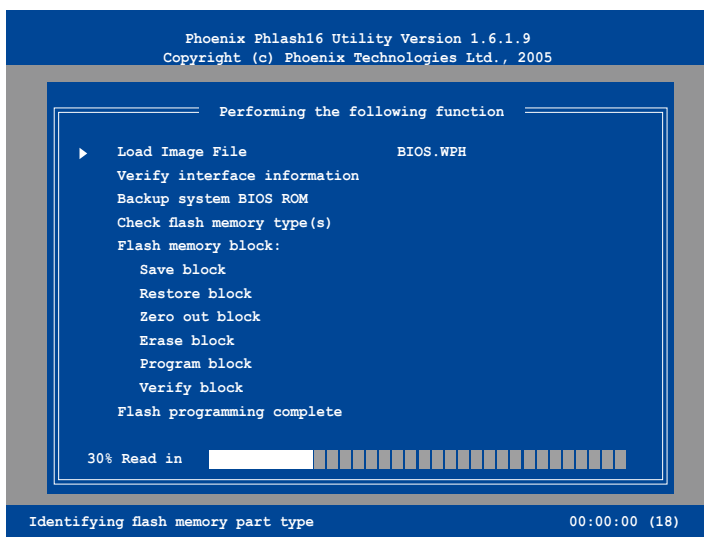 Phoenix Phlash16 Utility Version 1.6.1.9
Copyright (c) Phoenix Technologies Ltd., 2005
Performing the following function
Load Image File BIOS.WPH
Verify interface information
Backup system BIOS ROM
Check flash memory type(s)
Flash memory block:
Save block
Restore block
Zero out block
Erase block
Program block
Verify block
Flash programming complete
30% Read in
Identifying flash memory part type 00:00:00 (18)